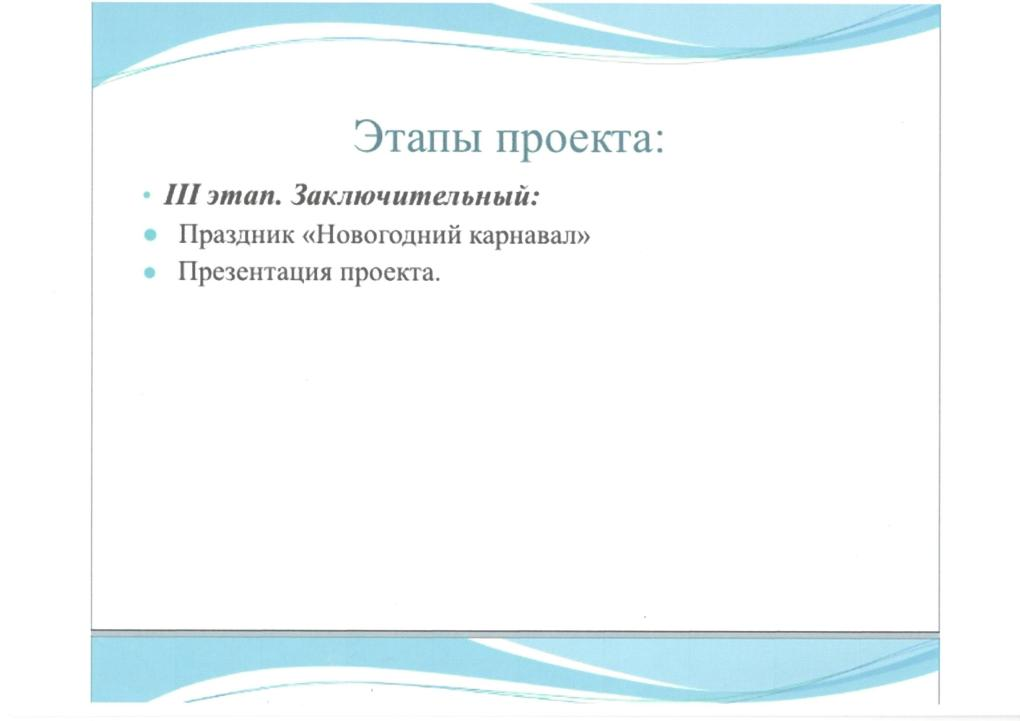 Этапы проекта:
III этап. Заключительный:
Праздник «Новогодний карнавал»
Презентация проекта.